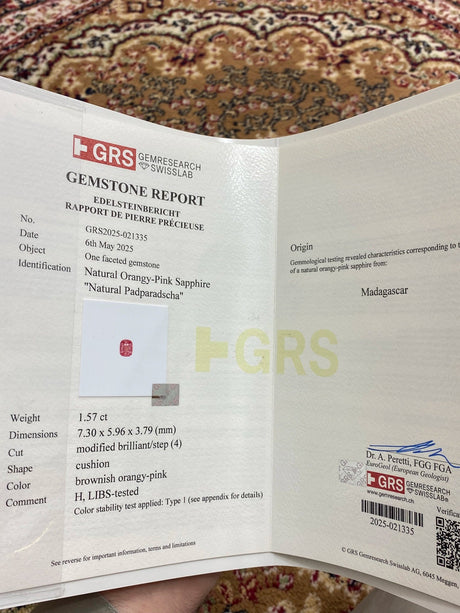 GRS GEMRESEARCH SWISSLAB
GEMSTONE REPORT
EDELSTEINBERICHT
RAPPORT DE PIERRE PRÉCIEUSE
No. GRS2025-021335
Date 6th May 2025
Object One faceted gemstone
Identification Natural Orangy-Pink Sapphire
"Natural Padparadscha"
Weight 1.57 ct
Dimensions 7.30 x 5.96 x 3.79 (mm)
Cut modified brilliant/step (4)
Shape cushion
Color brownish orange-pink
Comment H, LIBS-tested
Color stability test applied: Type 1 (see appendix for details)
See reverse for important information, terms and limitations
GRS
Origin
Gemmological testing revealed characteristics corresponding to
of a natural orangy-pink sapphire from:
Madagascar
Dr. A. Peretti, FGG FGA
EuroGeol (European Geologist)
GRS GEMRESEARCH SWISSLAB
www.gemresearch.ch
2025-021335
© GRS Gemresearch Swisslab AG, 6045 Meggen,